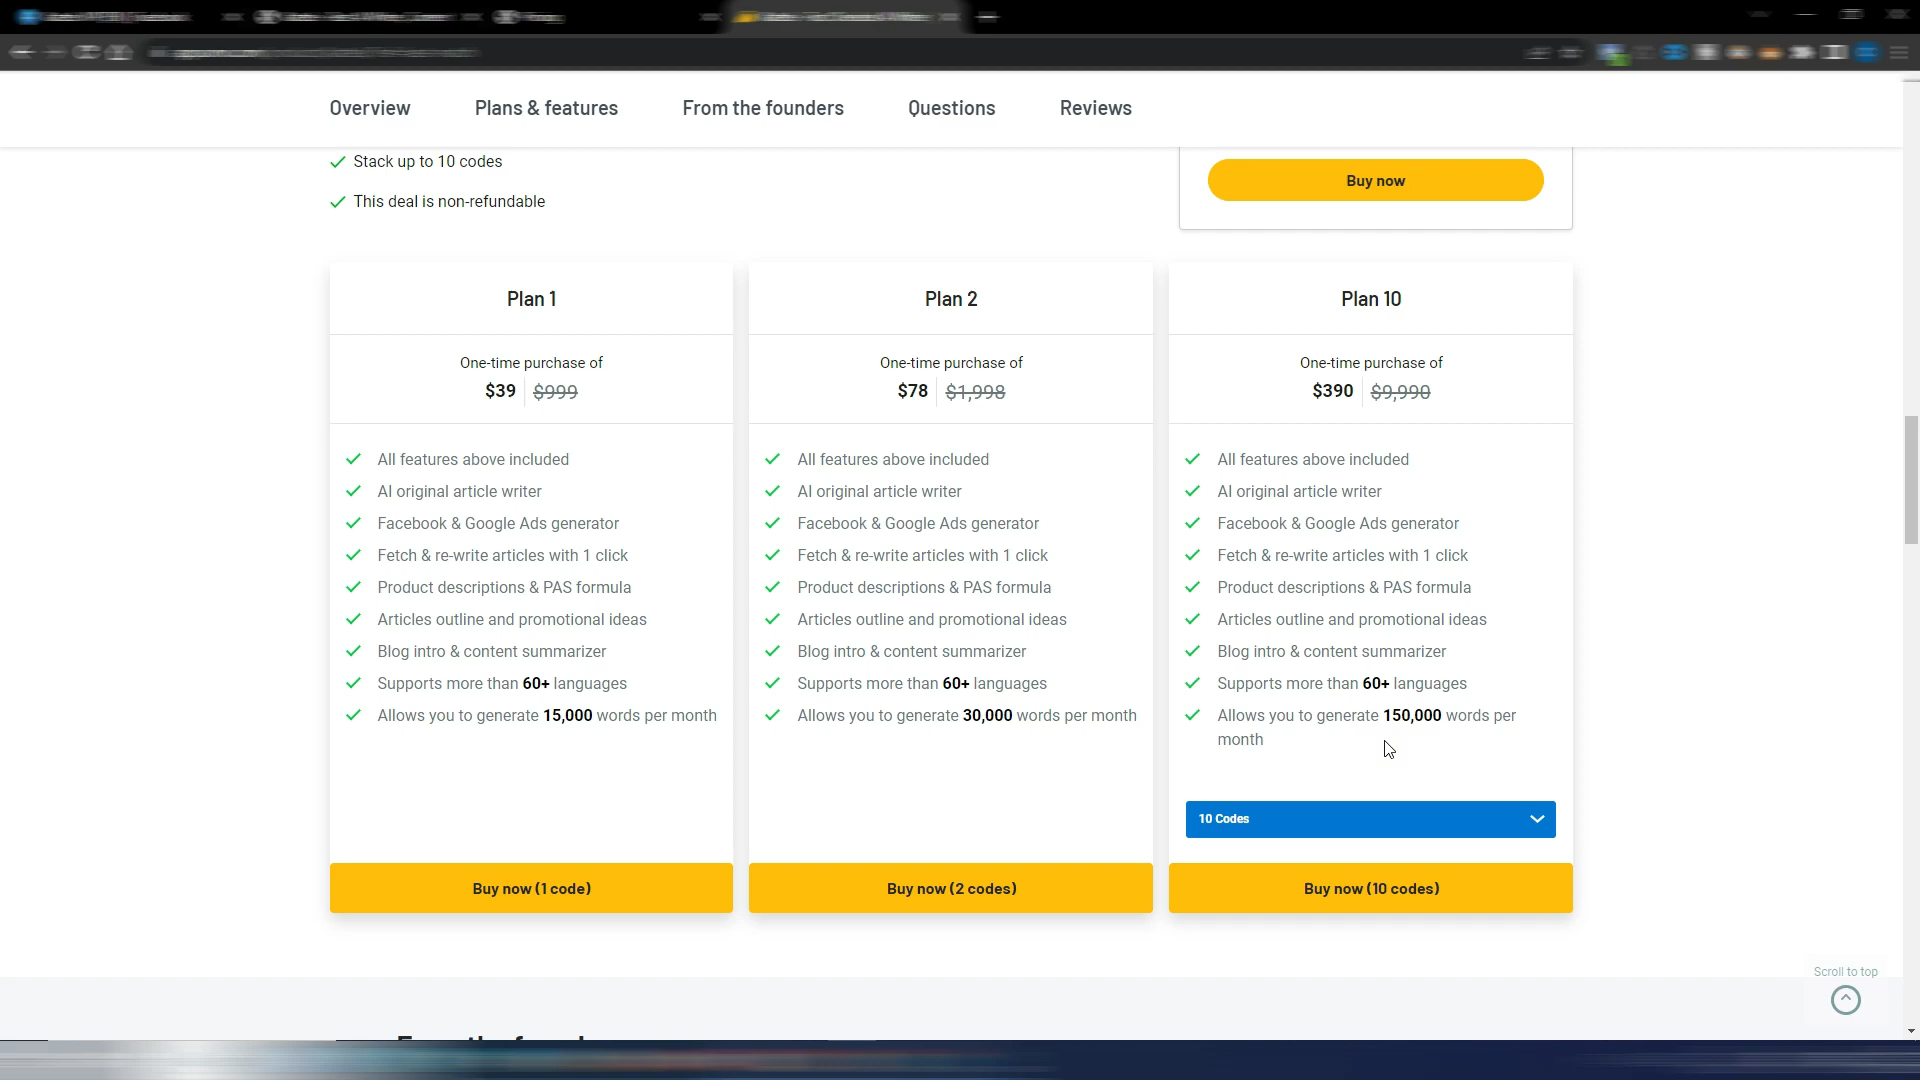 Overview Plans & features From the founders Questions Reviews
Stack up to 10 codes
This deal is non-refundable
Buy now
Plan 1
One-time purchase of
$39 $999
All features above included
AI original article writer
Facebook & Google Ads generator
Fetch & re-write articles with 1 click
Product descriptions & PAS formula
Articles outline and promotional ideas
Blog intro & content summarizer
Supports more than 60+ languages
Allows you to generate 15,000 words per month
Buy now (1 code)
Plan 2
One-time purchase of
$78 $1,998
All features above included
AI original article writer
Facebook & Google Ads generator
Fetch & re-write articles with 1 click
Product descriptions & PAS formula
Articles outline and promotional ideas
Blog intro & content summarizer
Supports more than 60+ languages
Allows you to generate 30,000 words per month
Buy now (2 codes)
Plan 10
One-time purchase of
$390 $9,990
All features above included
AI original article writer
Facebook & Google Ads generator
Fetch & re-write articles with 1 click
Product descriptions & PAS formula
Articles outline and promotional ideas
Blog intro & content summarizer
Supports more than 60+ languages
Allows you to generate 150,000 words per
month
10 Codes
Buy now (10 codes)
Scroll to top